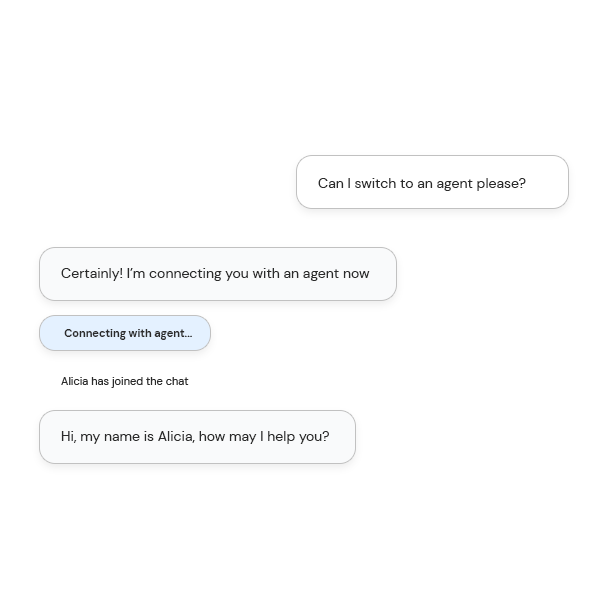 Can I switch to an agent please?
Certainly! I’m connecting you with an agent now
Connecting with agent...
Alicia has joined the chat
Hi, my name is Alicia, how may I help you?